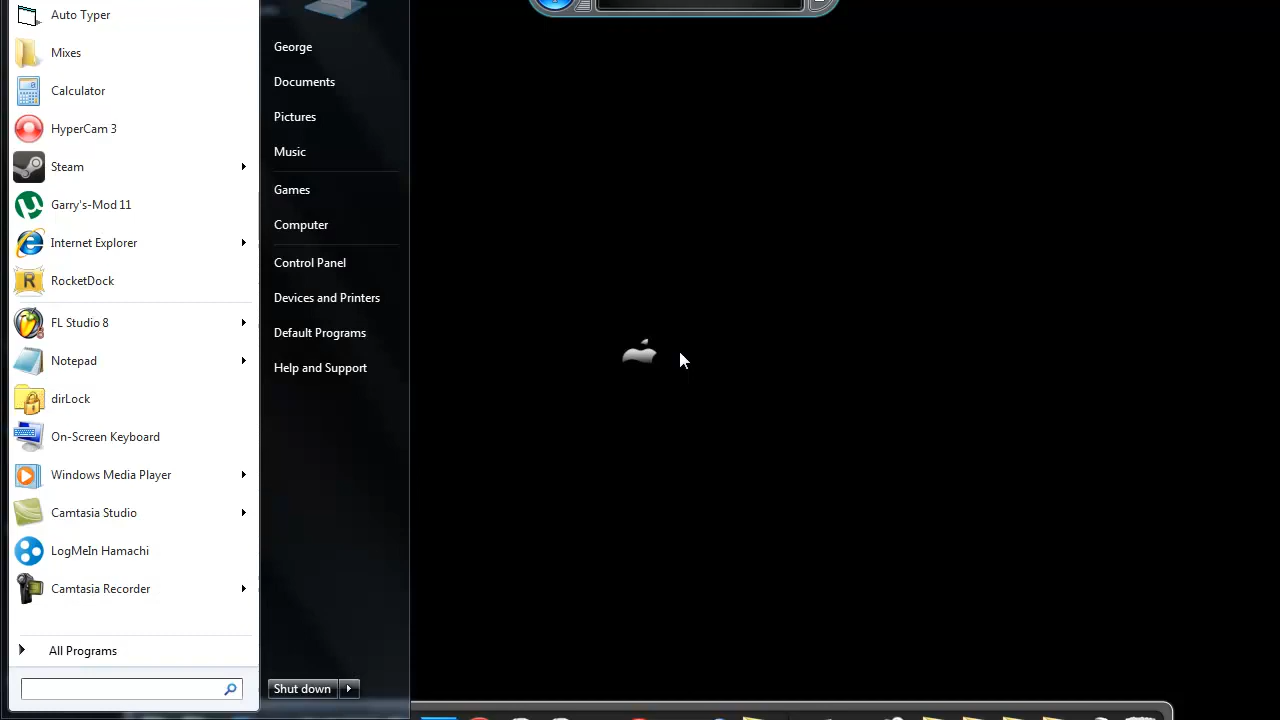 Auto Typer
Mixes
Calculator
HyperCam 3
Steam
Garry's-Mod 11
Internet Explorer
RocketDock
FL Studio 8
Notepad
dirLock
On-Screen Keyboard
Windows Media Player
Camtasia Studio
LogMeIn Hamachi
Camtasia Recorder
All Programs
George
Documents
Pictures
Music
Games
Computer
Control Panel
Devices and Printers
Default Programs
Help and Support
Shut down